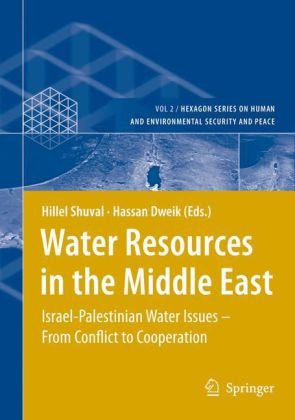 VOL 2 / HEXAGON SERIES ON HUMAN
AND ENVIRONMENTAL SECURITY AND PEACE
Hillel Shuval · Hassan Dweik (Eds.)
Water Resources
in the Middle East
Israel-Palestinian Water Issues –
From Conflict to Cooperation
Springer